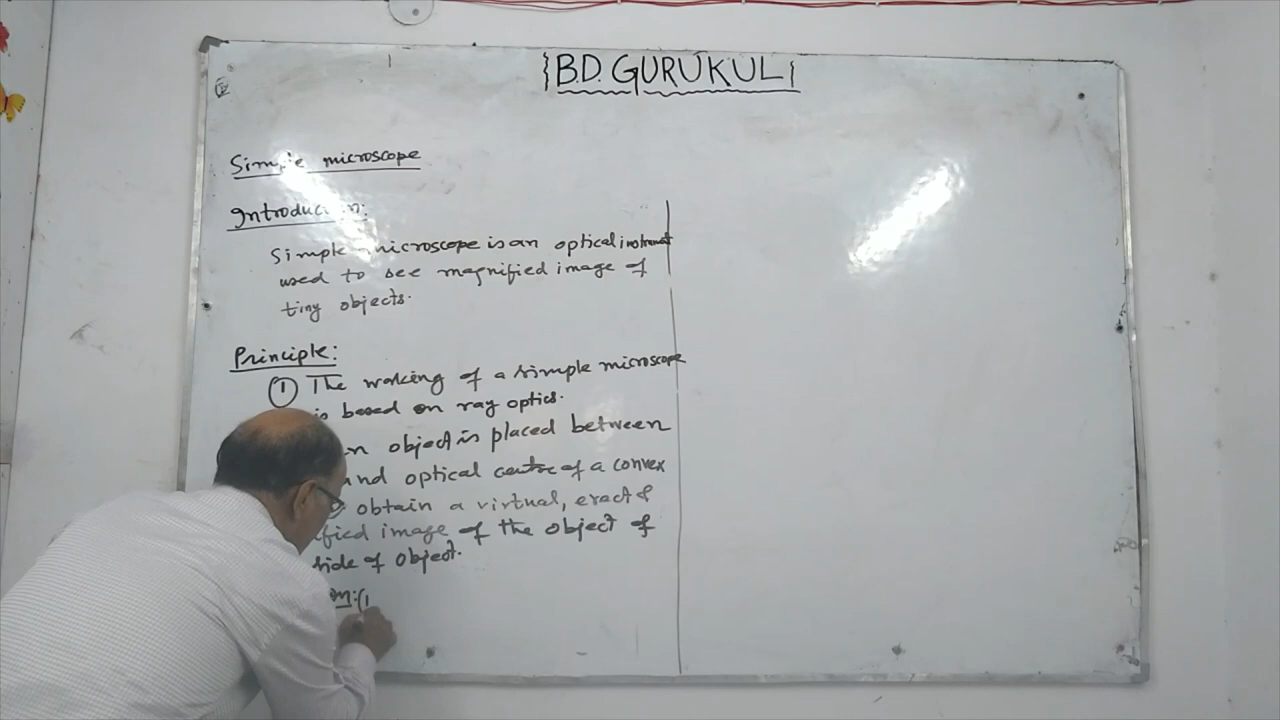 B.D. GURUKUL
Simple microscope
Introduction:
Simple microscope is an optical instrument
used to see magnified image of
tiny objects.
Principle:
① The working of a simple microscope
is based on ray optics.
object is placed between
and optical centre of a convex
obtain a virtual, erect &
image of the object of
side of object.
(1